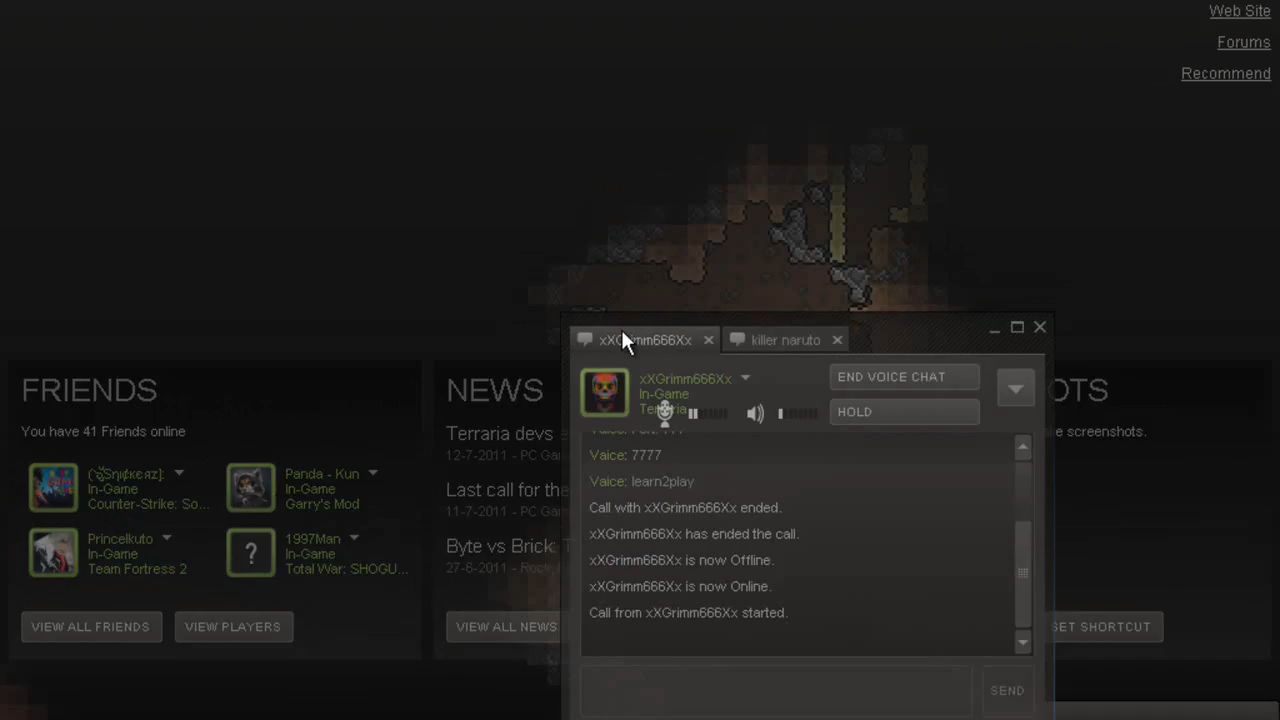 Web Site
Forums
Recommend
xXGrimm666Xx
killer naruto
xXGrimm666Xx
In-Game
END VOICE CHAT
HOLD
7777
Vaice: 7777
Vaice: learn2play
Call with xXGrimm666Xx ended.
xXGrimm666Xx has ended the call.
xXGrimm666Xx is now Offline.
xXGrimm666Xx is now Online.
Call from xXGrimm666Xx started.
SEND
FRIENDS
You have 41 Friends online
In-Game
Counter-Strike: So...
Panda - Kun
In-Game
Garry's Mod
Princelkuto
In-Game
Team Fortress 2
?
1997Man
In-Game
Total War: SHOGU...
VIEW ALL FRIENDS
VIEW PLAYERS
NEWS
Terraria devs
12-7-2011 - PC Gam
Last call for the
11-7-2011 - PC Gam
Byte vs Brick:
27-6-2011 -
VIEW ALL NEWS
OTS
e screenshots.
SET SHORTCUT